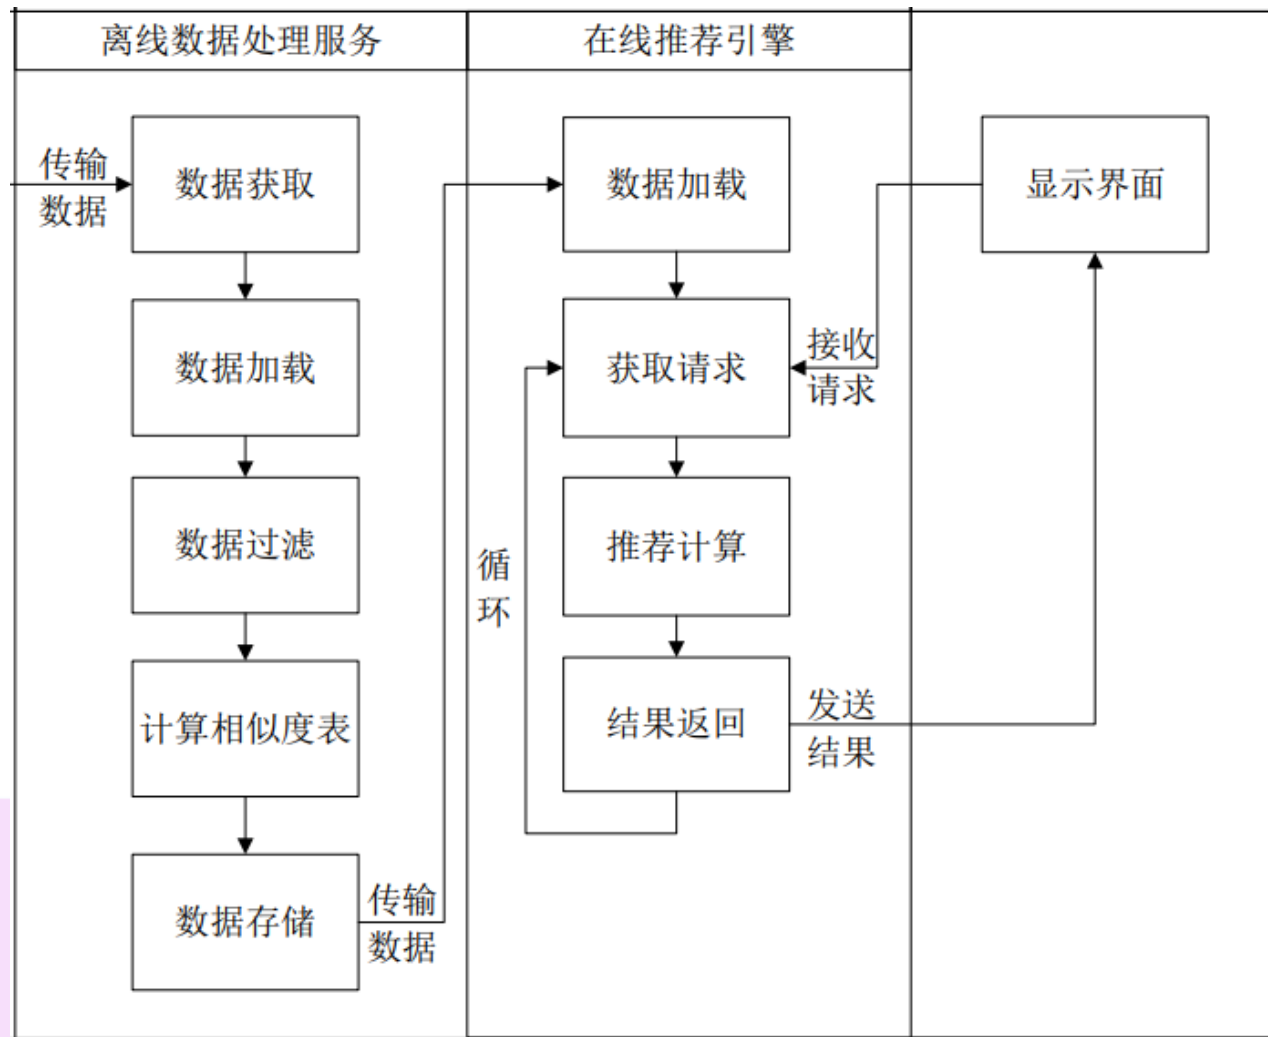 离线数据处理服务
在线推荐引擎
传输
数据
数据获取
数据加载
数据过滤
计算相似度表
数据存储
传输
数据
数据加载
获取请求
推荐计算
结果返回
循
环
接收
请求
发送
结果
显示界面